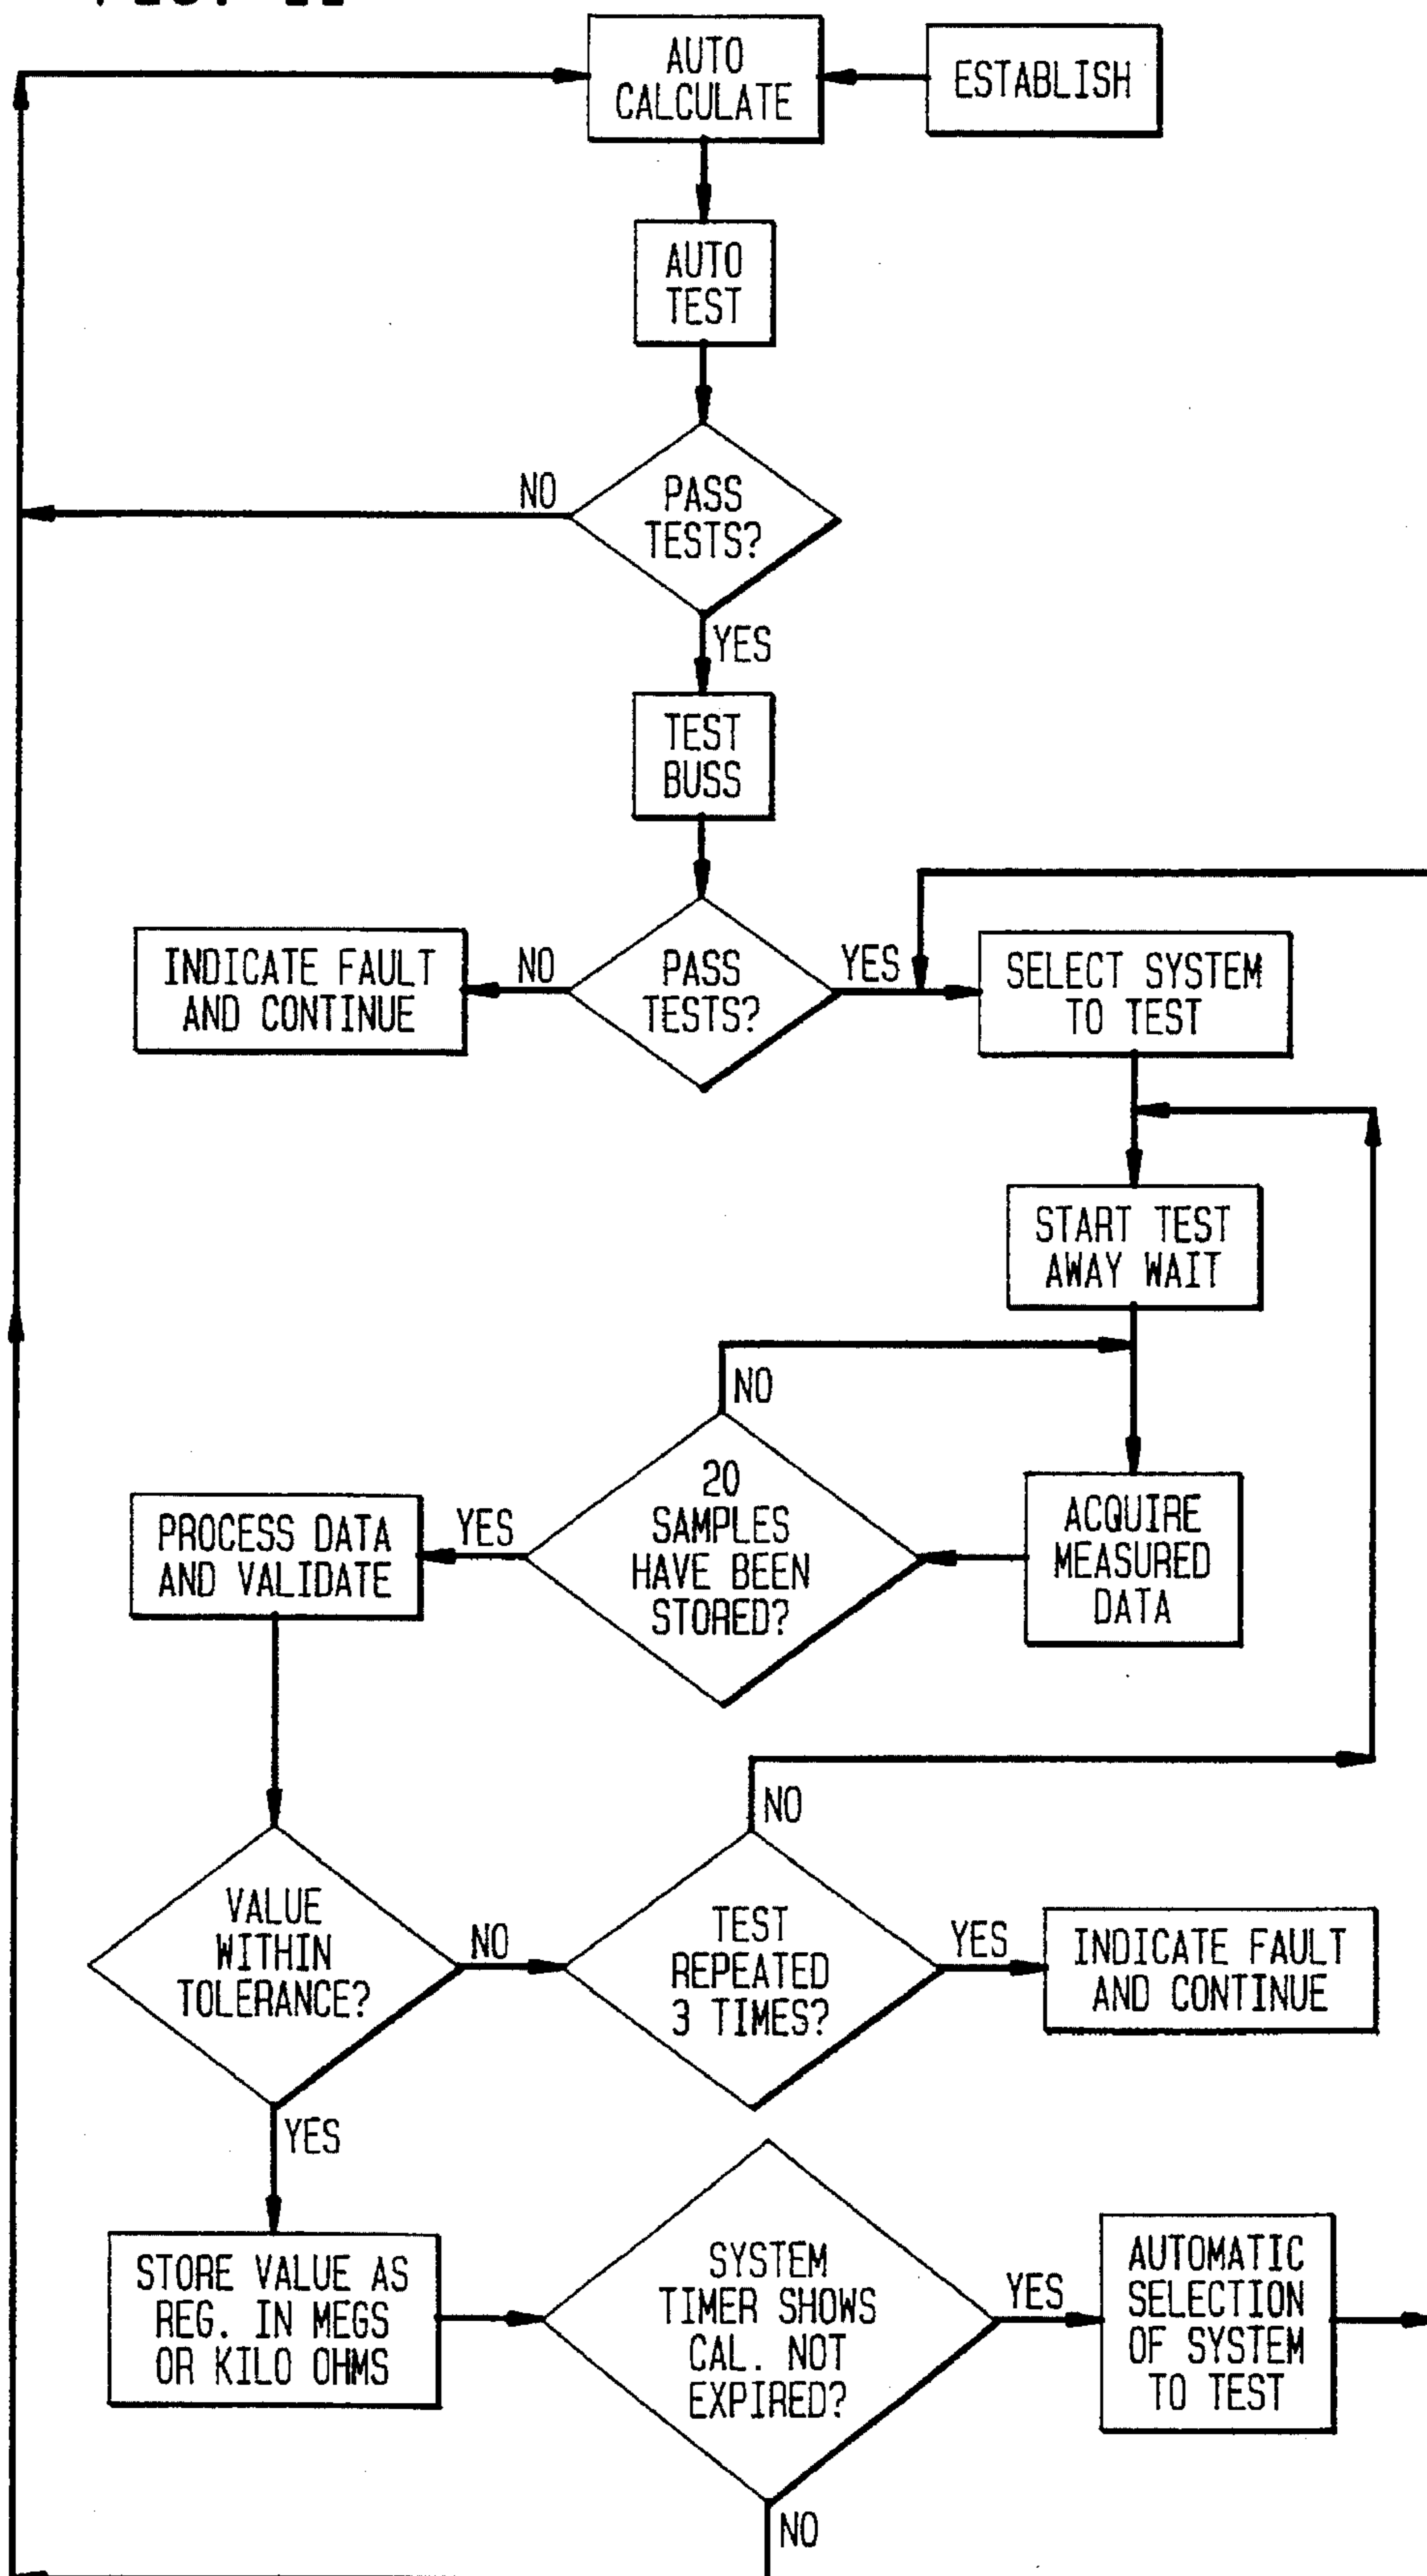 AUTO
CALCULATE
ESTABLISH
AUTO
TEST
NO
PASS
TESTS?
YES
TEST
BUSS
INDICATE FAULT
AND CONTINUE
NO
PASS
TESTS?
YES
SELECT SYSTEM
TO TEST
START TEST
AWAY WAIT
NO
20
SAMPLES
HAVE BEEN
STORED?
ACQUIRE
MEASURED
DATA
YES
PROCESS DATA
AND VALIDATE
NO
VALUE
WITHIN
TOLERANCE?
NO
TEST
REPEATED
3 TIMES?
YES
INDICATE FAULT
AND CONTINUE
YES
STORE VALUE AS
REG. IN MEGS
OR KILO OHMS
SYSTEM
TIMER SHOWS
CAL. NOT
EXPIRED?
YES
AUTOMATIC
SELECTION
OF SYSTEM
TO TEST
NO